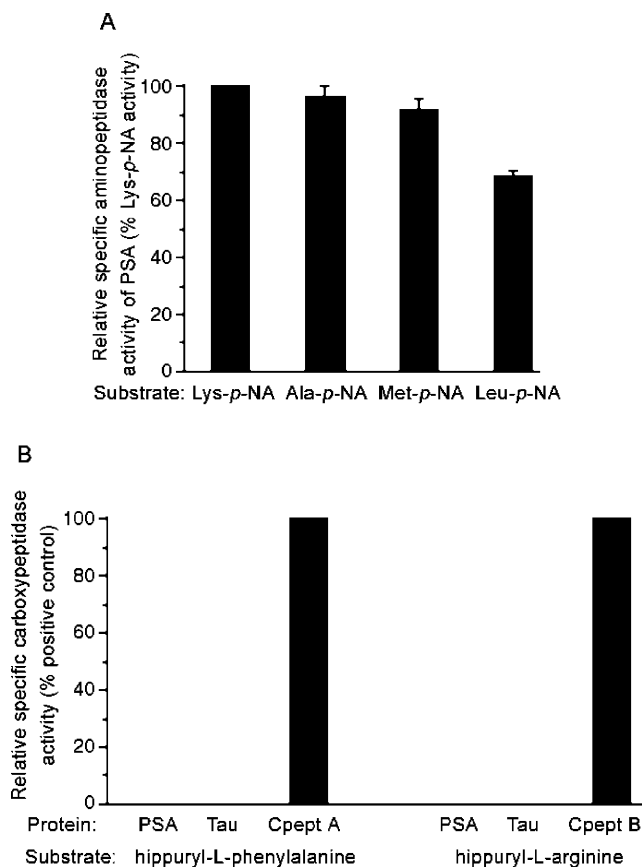 A
Relative specific aminopeptidase
activity of PSA (% Lys-p-NA activity)
100
80
60
40
20
0
Substrate: Lys-p-NA Ala-p-NA Met-p-NA Leu-p-NA
B
Relative specific carboxypeptidase
activity (% positive control)
100
80
60
40
20
0
Protein: PSA Tau Cpept A PSA Tau Cpept B
Substrate: hippuryl-L-phenylalanine hippuryl-L-arginine